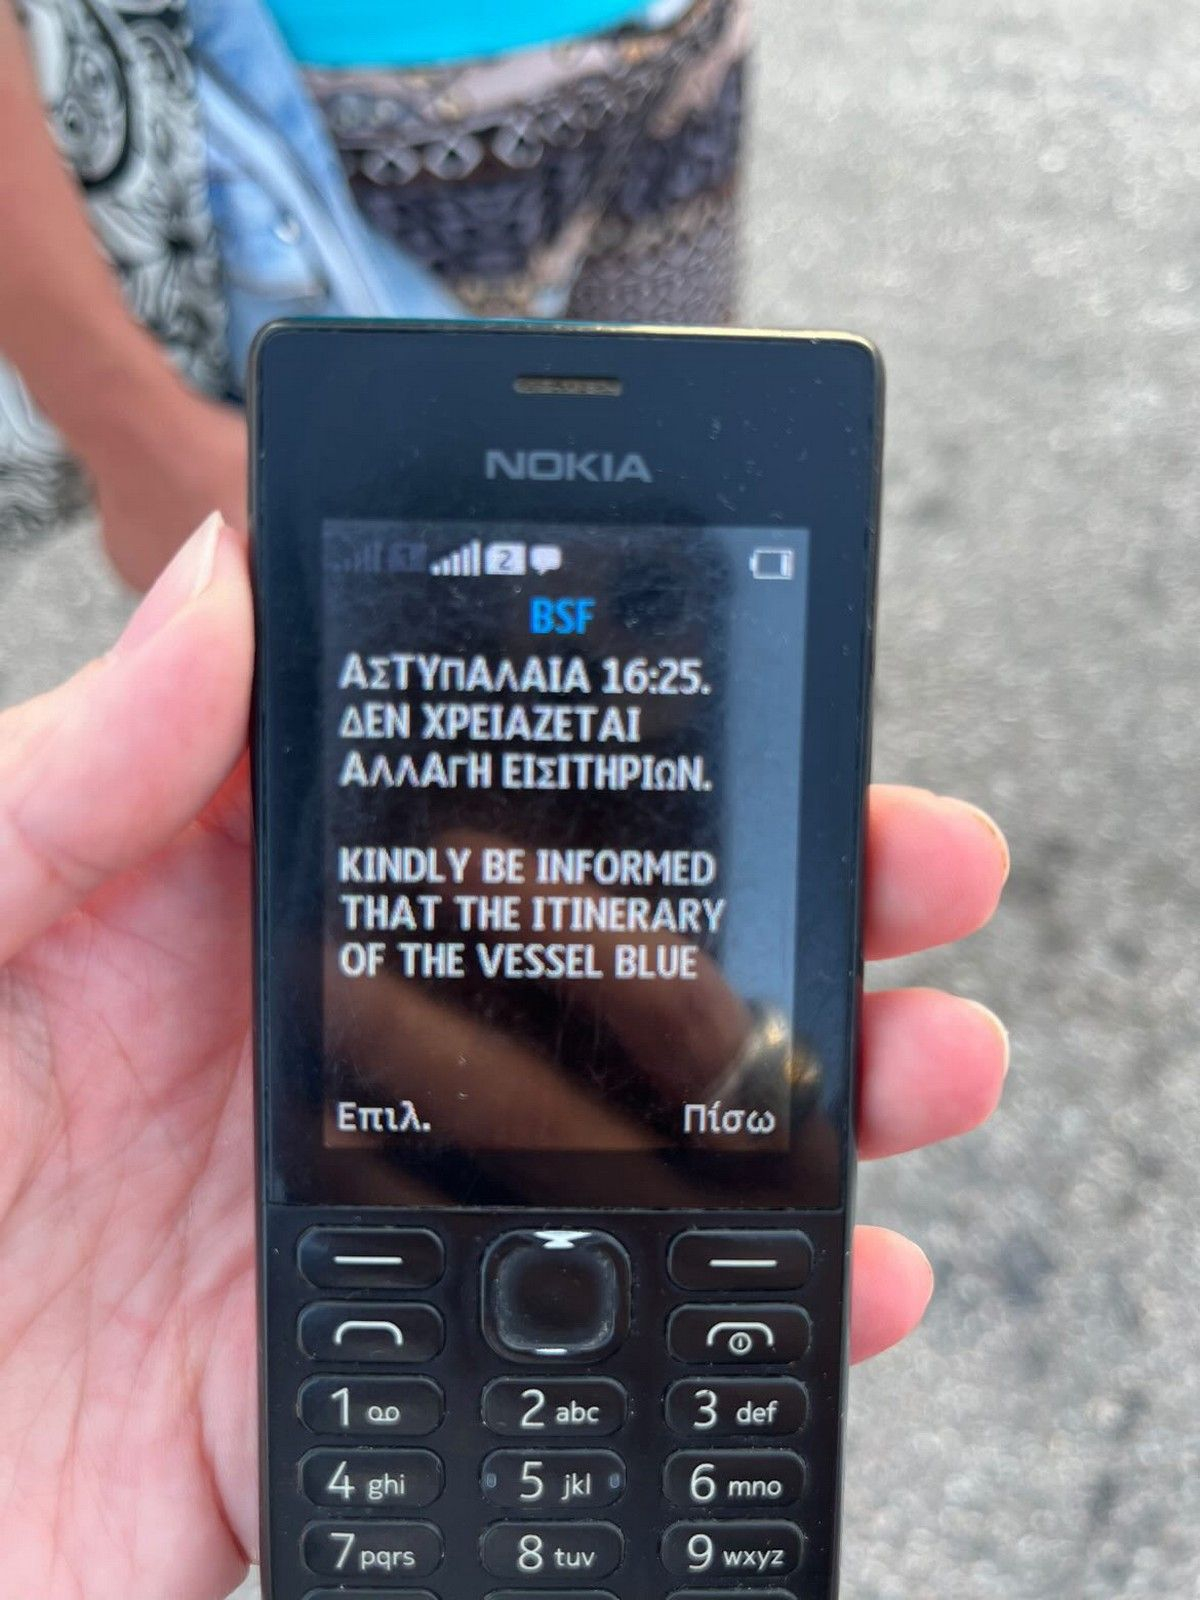 NOKIA
2
BSF
ΑΣΤΥΠΑΛΑΙΑ 16:25.
ΔΕΝ ΧΡΕΙΑΖΕΤΑΙ
ΑΛΛΑΓΗ ΕΙΣΙΤΗΡΙΩΝ.
KINDLY BE INFORMED
THAT THE ITINERARY
OF THE VESSEL BLUE
Επιλ. Πίσω
1 2 abc 3 def
4 ghi 5 jkl 6 mno
7 pqrs 8 tuv 9 wxyz